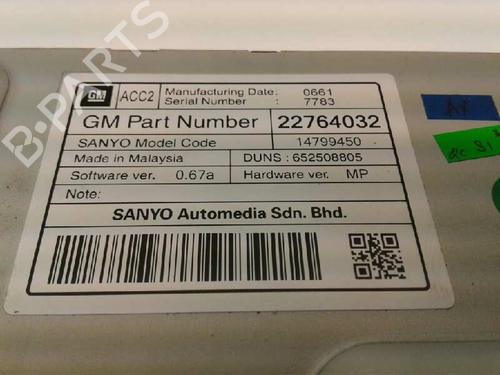 GM ACC2 Manufacturing Date: 0661
Serial Number : 7783
GM Part Number 22764032
SANYO Model Code 14799450
Made in Malaysia DUNS : 652508805
Software ver. 0.67a Hardware ver. MP
Note:
SANYO Automedia Sdn. Bhd.
B-PARTS